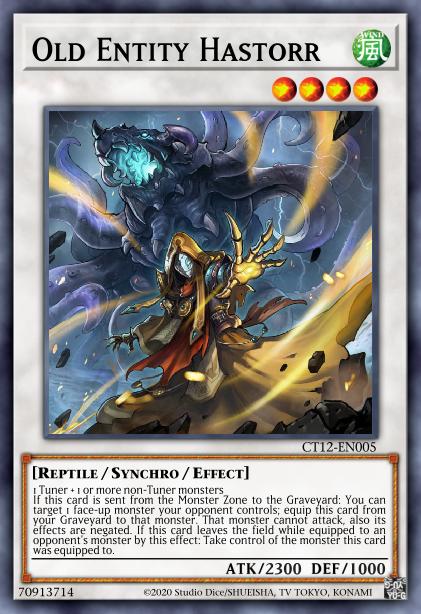 OLD ENTITY HASTORR
WIND
風
CT12-EN005
[REPTILE / SYNCHRO / EFFECT]
1 Tuner + 1 or more non-Tuner monsters
If this card is sent from the Monster Zone to the Graveyard: You can
target 1 face-up monster your opponent controls; equip this card from
your Graveyard to that monster. That monster cannot attack, also its
effects are negated. If this card leaves the field while equipped to an
opponent's monster by this effect: Take control of the monster this card
was equipped to.
ATK/2300 DEF/1000
70913714
©2020 Studio Dice/SHUEISHA, TV TOKYO, KONAMI